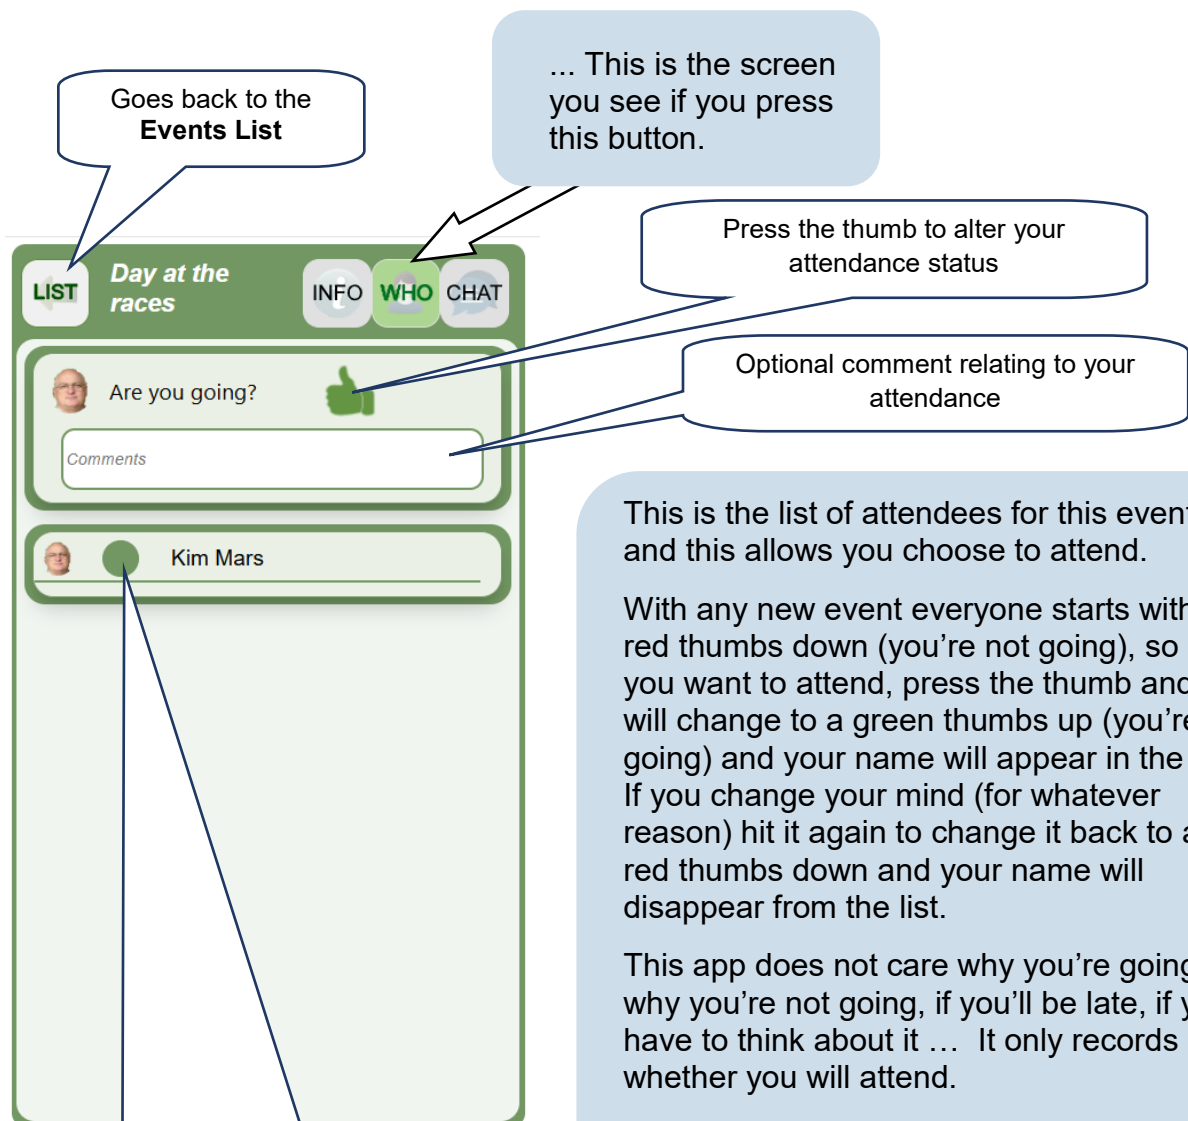 ... This is the screen
you see if you press
this button.
Goes back to the
Events List
Press the thumb to alter your
attendance status
LIST
Day at the
races
INFO
WHO
CHAT
Optional comment relating to your
attendance
Are you going?
Comments
Kim Mars
This is the list of attendees for this event
and this allows you choose to attend.
With any new event everyone starts with
red thumbs down (you’re not going), so
you want to attend, press the thumb and
will change to a green thumbs up (you’re
going) and your name will appear in the
If you change your mind (for whatever
reason) hit it again to change it back to a
red thumbs down and your name will
disappear from the list.
This app does not care why you’re going
why you’re not going, if you’ll be late, if
have to think about it … It only records
whether you will attend.